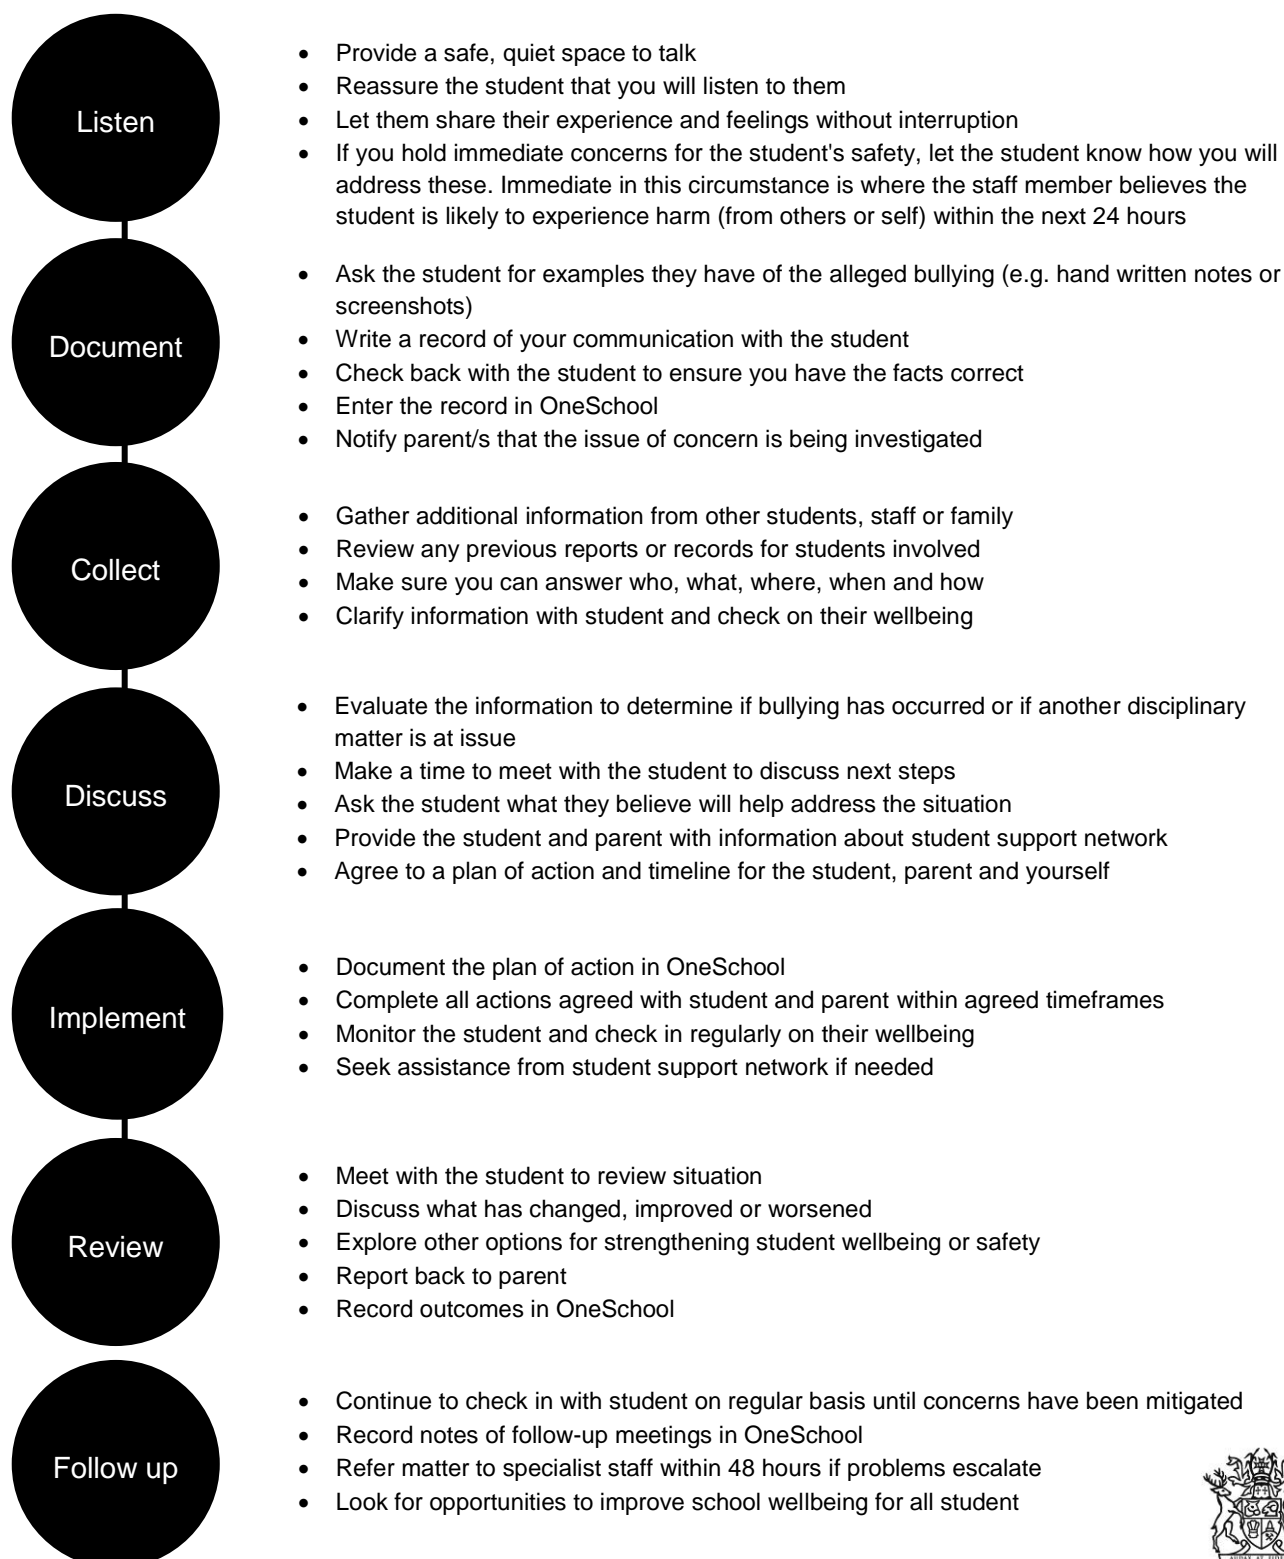 Listen
• Provide a safe, quiet space to talk
• Reassure the student that you will listen to them
• Let them share their experience and feelings without interruption
• If you hold immediate concerns for the student's safety, let the student know how you will
address these. Immediate in this circumstance is where the staff member believes the
student is likely to experience harm (from others or self) within the next 24 hours
Document
• Ask the student for examples they have of the alleged bullying (e.g. hand written notes or
screenshots)
• Write a record of your communication with the student
• Check back with the student to ensure you have the facts correct
• Enter the record in OneSchool
• Notify parent/s that the issue of concern is being investigated
Collect
• Gather additional information from other students, staff or family
• Review any previous reports or records for students involved
• Make sure you can answer who, what, where, when and how
• Clarify information with student and check on their wellbeing
Discuss
• Evaluate the information to determine if bullying has occurred or if another disciplinary
matter is at issue
• Make a time to meet with the student to discuss next steps
• Ask the student what they believe will help address the situation
• Provide the student and parent with information about student support network
• Agree to a plan of action and timeline for the student, parent and yourself
Implement
• Document the plan of action in OneSchool
• Complete all actions agreed with student and parent within agreed timeframes
• Monitor the student and check in regularly on their wellbeing
• Seek assistance from student support network if needed
Review
• Meet with the student to review situation
• Discuss what has changed, improved or worsened
• Explore other options for strengthening student wellbeing or safety
• Report back to parent
• Record outcomes in OneSchool
Follow up
• Continue to check in with student on regular basis until concerns have been mitigated
• Record notes of follow-up meetings in OneSchool
• Refer matter to specialist staff within 48 hours if problems escalate
• Look for opportunities to improve school wellbeing for all student